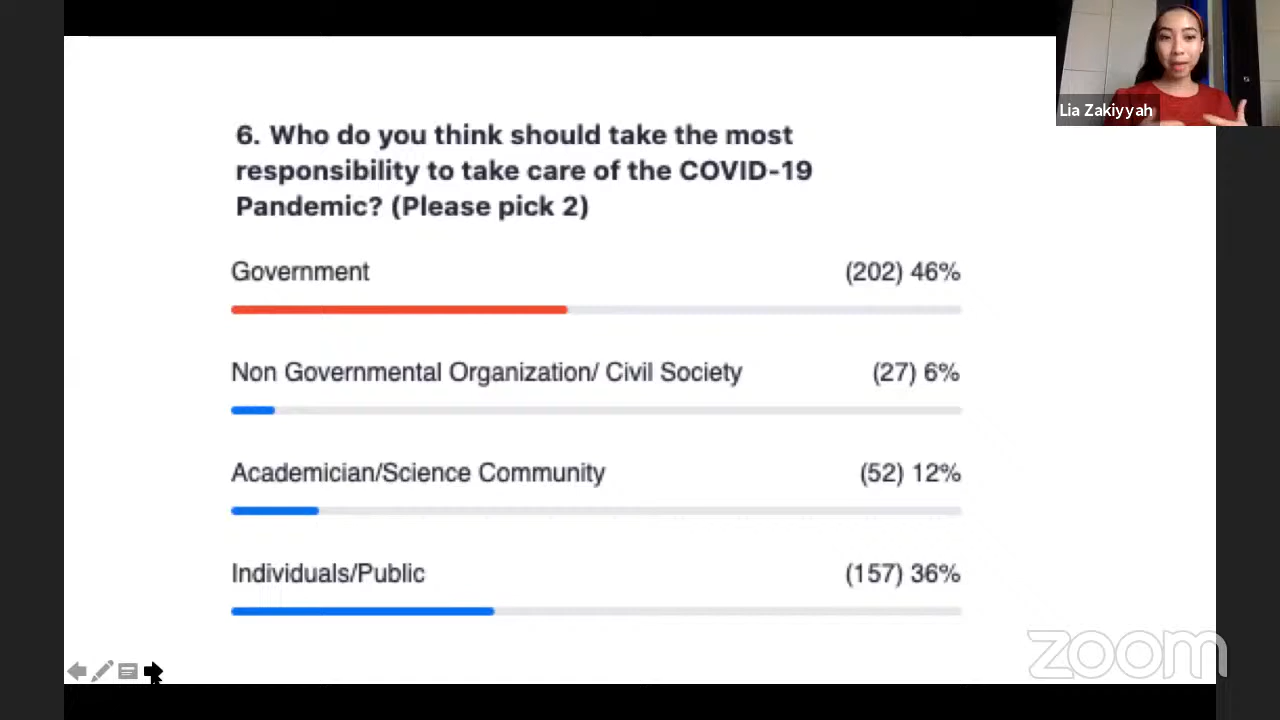 Lia Zakiyyah
6. Who do you think should take the most
responsibility to take care of the COVID-19
Pandemic? (Please pick 2)
Government (202) 46%
Non Governmental Organization/ Civil Society (27) 6%
Academician/Science Community (52) 12%
Individuals/Public (157) 36%
zoom